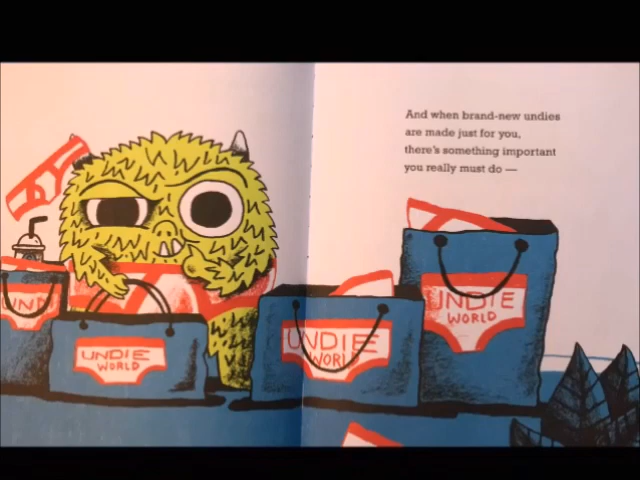 And when brand-new undies
are made just for you,
there's something important
you really must do —
UND
UNDIE
WORLD
UNDIE
WORLD
UNDIE
WORLD